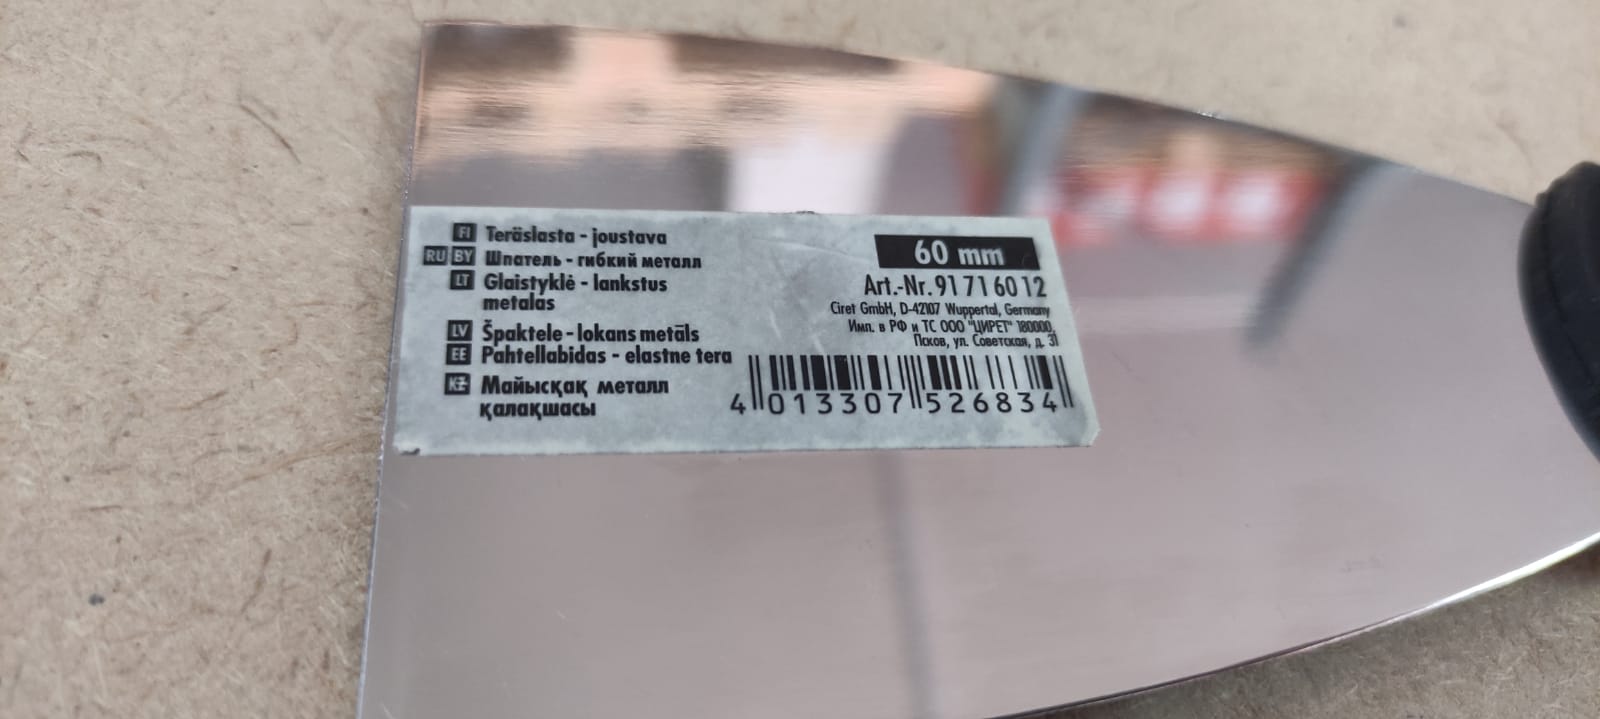 FI Teräslasta - joustava
RU BY Шпатель - гибкий металл
LT Glaistyklė - lankstus
metalas
LV Špaktele - lokans metāls
EE Pahtellabidas - elastne tera
KZ Майысқақ металл
қалақшасы
60 mm
Art.-Nr. 91 71 60 12
Ciret GmbH, D-42107 Wuppertal, Germany
Имп. в РФ и ТС ООО "ЦИРЕТ" 180000,
Псков, ул. Советская, д. 31
4 013307 526834